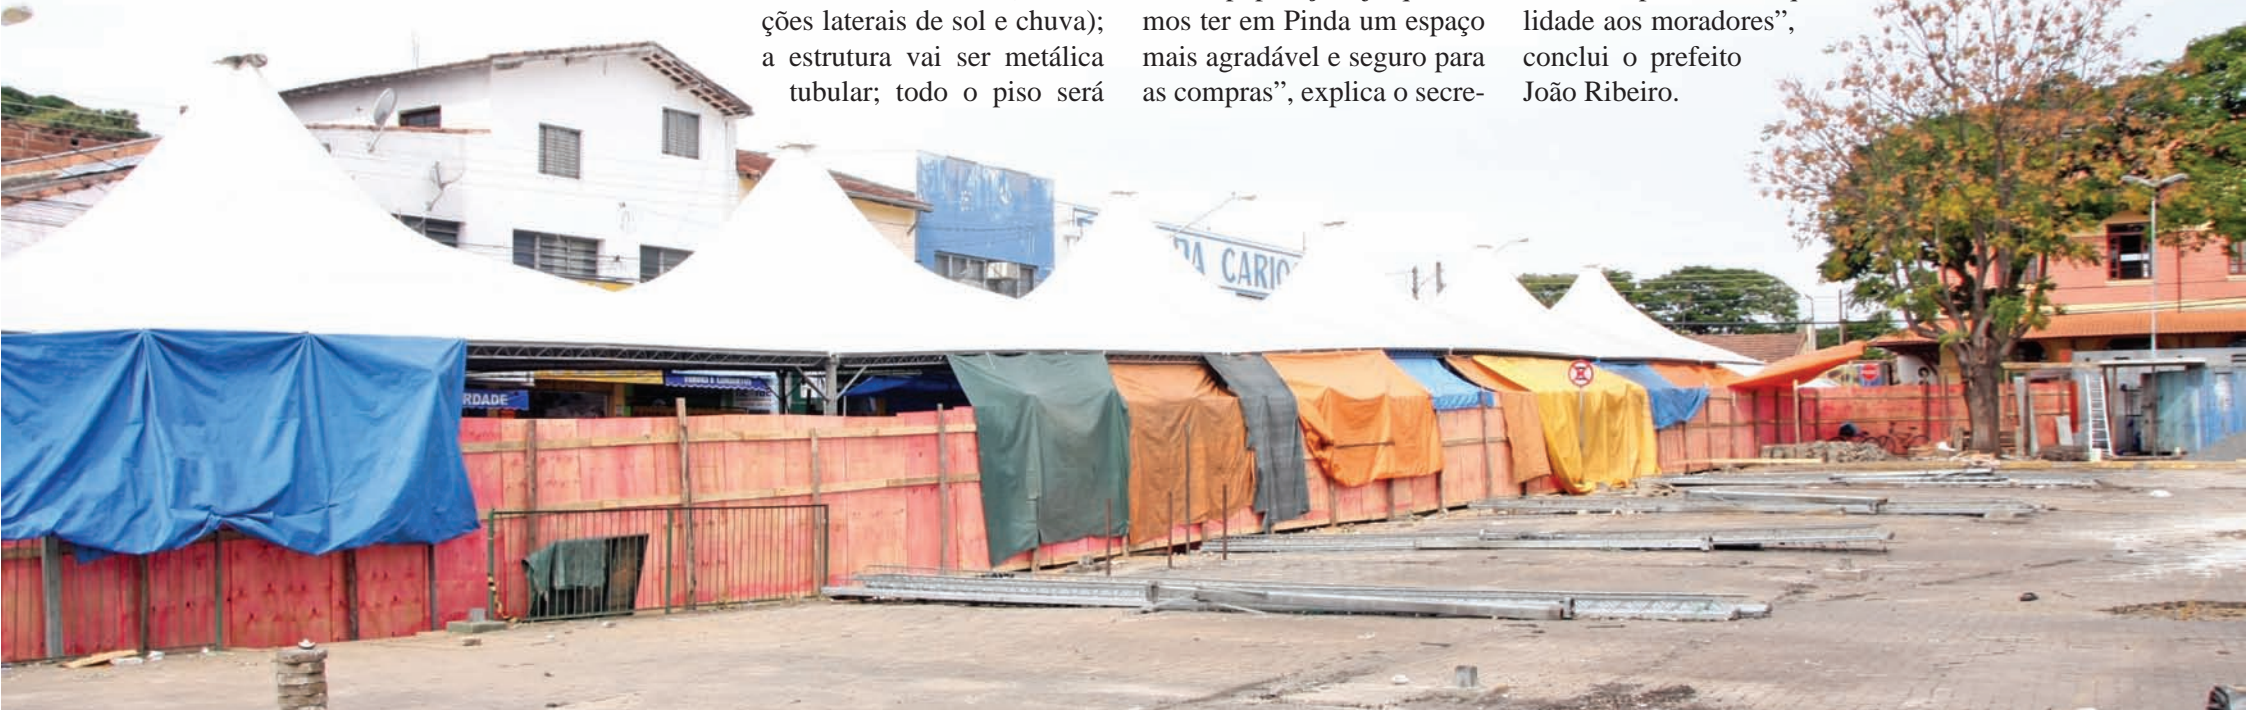 ções laterais de sol e chuva);
a estrutura vai ser metálica
tubular; todo o piso será
mos ter em Pinda um espaço
mais agradável e seguro para
as compras”, explica o secre-
lidade aos moradores”,
conclui o prefeito
João Ribeiro.
CARIO
RDADE